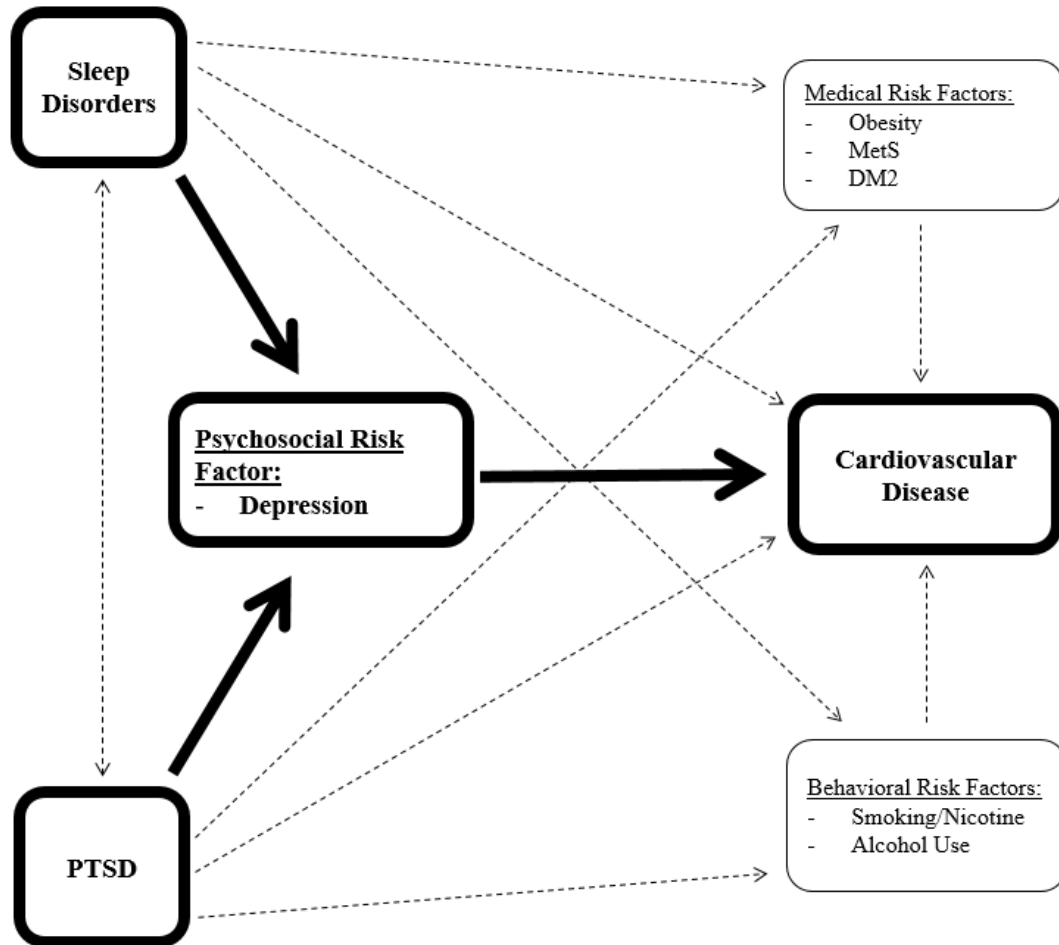 Sleep
Disorders
Medical Risk Factors:
- Obesity
- MetS
- DM2
Psychosocial Risk
Factor:
- Depression
Cardiovascular
Disease
Behavioral Risk Factors:
- Smoking/Nicotine
- Alcohol Use
PTSD